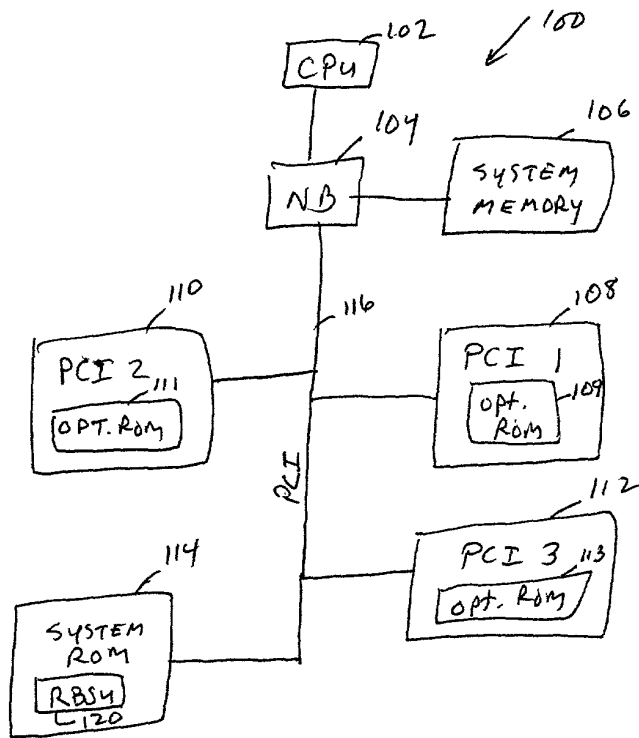 100
102
CPU
104
NB
106
SYSTEM
MEMORY
116
110
PCI 2
111
OPT. ROM
108
PCI 1
Opt.
ROM
109
PCI
112
PCI 3
113
Opt. Rom
114
SYSTEM
ROM
RBSU
120